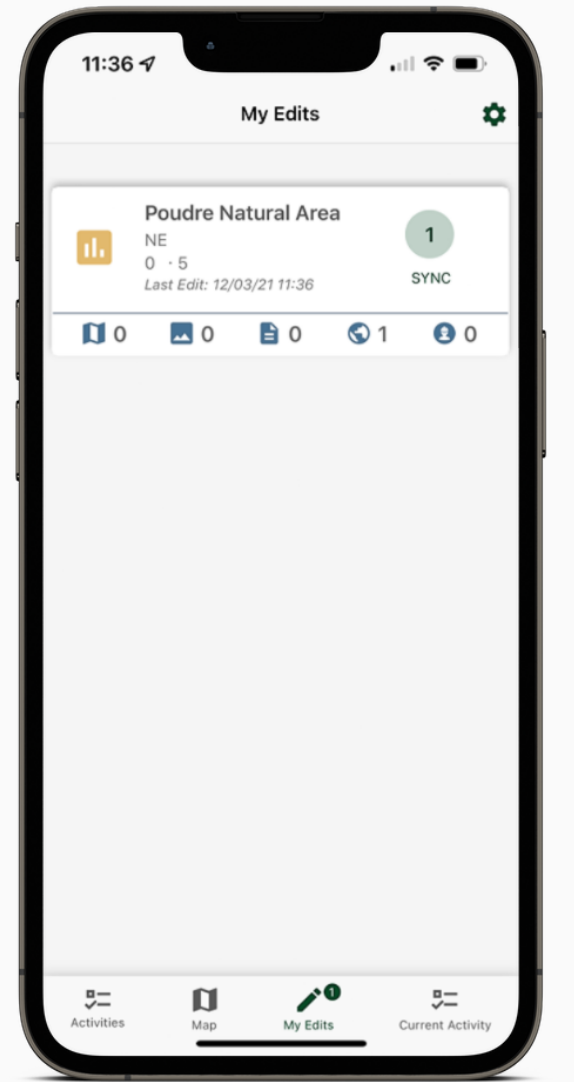 11:36
My Edits
Poudre Natural Area
NE
0 · 5
Last Edit: 12/03/21 11:36
1
SYNC
0 0 0 1 0
1
Activities Map My Edits Current Activity